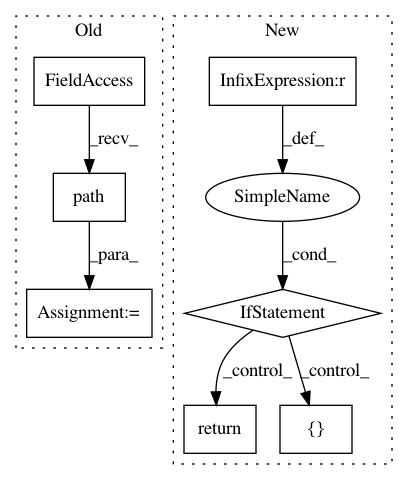 Old
New
FieldAccess
InfixExpression:r
_recv_
_def_
path
SimpleName
_para_
_cond_
Assignment:=
IfStatement
_control_
_control_
return
{}